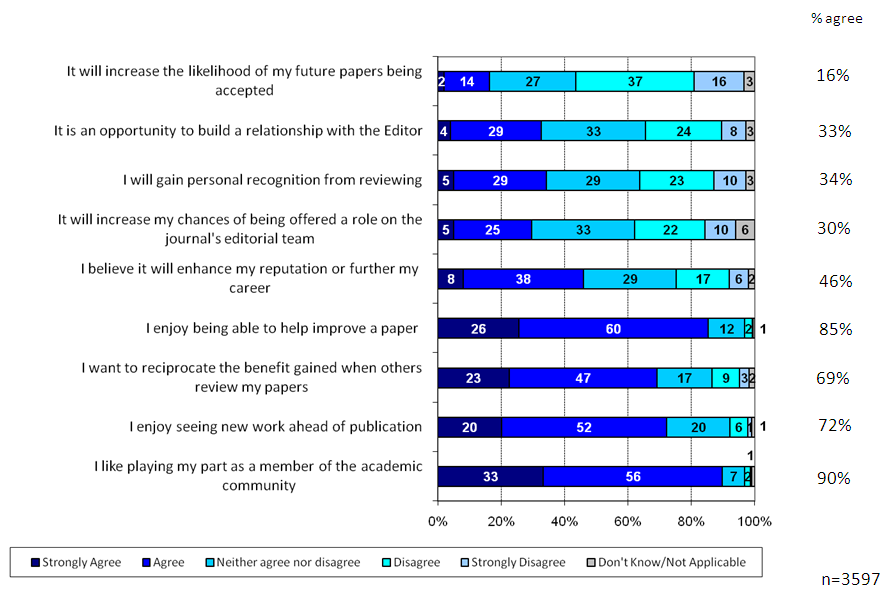 % agree
It will increase the likelihood of my future papers being
accepted
2 14 27 37 16 3
16%
It is an opportunity to build a relationship with the Editor
4 29 33 24 8 3
33%
I will gain personal recognition from reviewing
5 29 29 23 10 3
34%
It will increase my chances of being offered a role on the
journal's editorial team
5 25 33 22 10 6
30%
I believe it will enhance my reputation or further my
career
8 38 29 17 6 2
46%
I enjoy being able to help improve a paper
26 60 12 2 1
85%
I want to reciprocate the benefit gained when others
review my papers
23 47 17 9 3 2
69%
I enjoy seeing new work ahead of publication
20 52 20 6 1 1
72%
I like playing my part as a member of the academic
community
33 56 7 2 1
90%
0% 20% 40% 60% 80% 100%
Strongly Agree Agree Neither agree nor disagree Disagree Strongly Disagree Don't Know/Not Applicable
n=3597